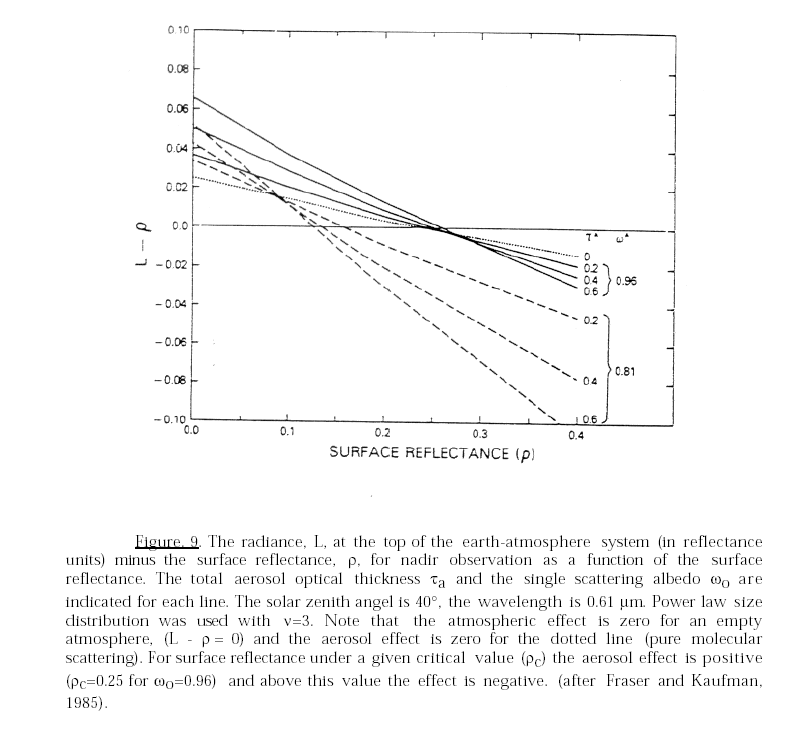 0.10
0.08
0.06
0.04
0.02
0.0
L - ρ
-0.02
-0.04
-0.06
-0.08
-0.10
τ* ω*
0
0.2
0.4
0.6
0.96
0.2
0.4
0.6
0.81
0.0 0.1 0.2 0.3 0.4
SURFACE REFLECTANCE (ρ)
Figure. 9. The radiance, L, at the top of the earth-atmosphere system (in reflectance
units) minus the surface reflectance, ρ, for nadir observation as a function of the surface
reflectance. The total aerosol optical thickness τa and the single scattering albedo ωo are
indicated for each line. The solar zenith angel is 40°, the wavelength is 0.61 μm. Power law size
distribution was used with ν=3. Note that the atmospheric effect is zero for an empty
atmosphere, (L - ρ = 0) and the aerosol effect is zero for the dotted line (pure molecular
scattering). For surface reflectance under a given critical value (ρc) the aerosol effect is positive
(ρc=0.25 for ωo=0.96) and above this value the effect is negative. (after Fraser and Kaufman,
1985).